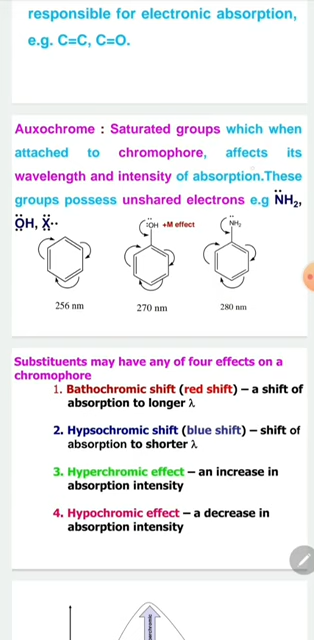 responsible for electronic absorption,
e.g. C=C, C=O.
Auxochrome : Saturated groups which when
attached to chromophore, affects its
wavelength and intensity of absorption.These
groups possess unshared electrons e.g N̈H₂,
ÖH, Ẍ··
:ÖH +M effect
N̈H₂
256 nm
270 nm
280 nm
Substituents may have any of four effects on a
chromophore
1. Bathochromic shift (red shift) – a shift of
absorption to longer λ
2. Hypsochromic shift (blue shift) – shift of
absorption to shorter λ
3. Hyperchromic effect – an increase in
absorption intensity
4. Hypochromic effect – a decrease in
absorption intensity